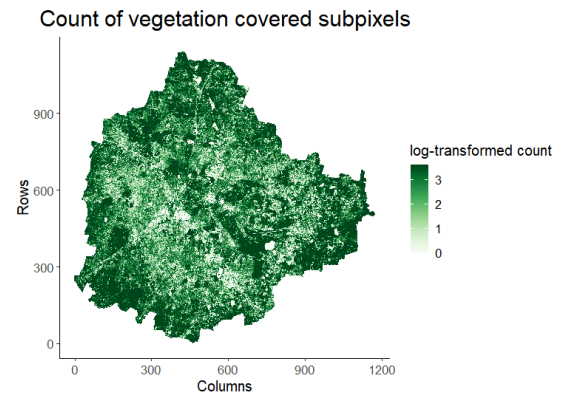 Count of vegetation covered subpixels
log-transformed count
3
2
1
0
Rows
900
600
300
0
0 300 600 900 1200
Columns